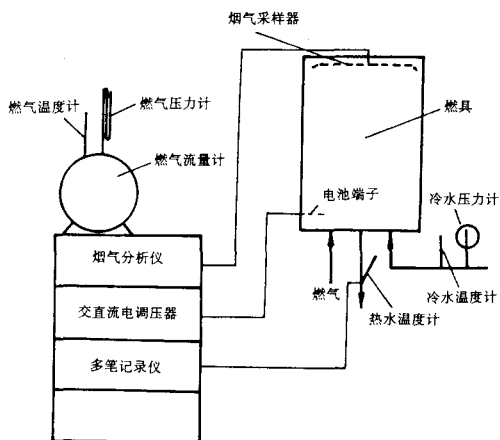 烟气采样器
燃气温度计
燃气压力计
燃具
燃气流量计
电池端子
冷水压力计
烟气分析仪
燃气
冷水温度计
热水温度计
交直流电调压器
多笔记录仪